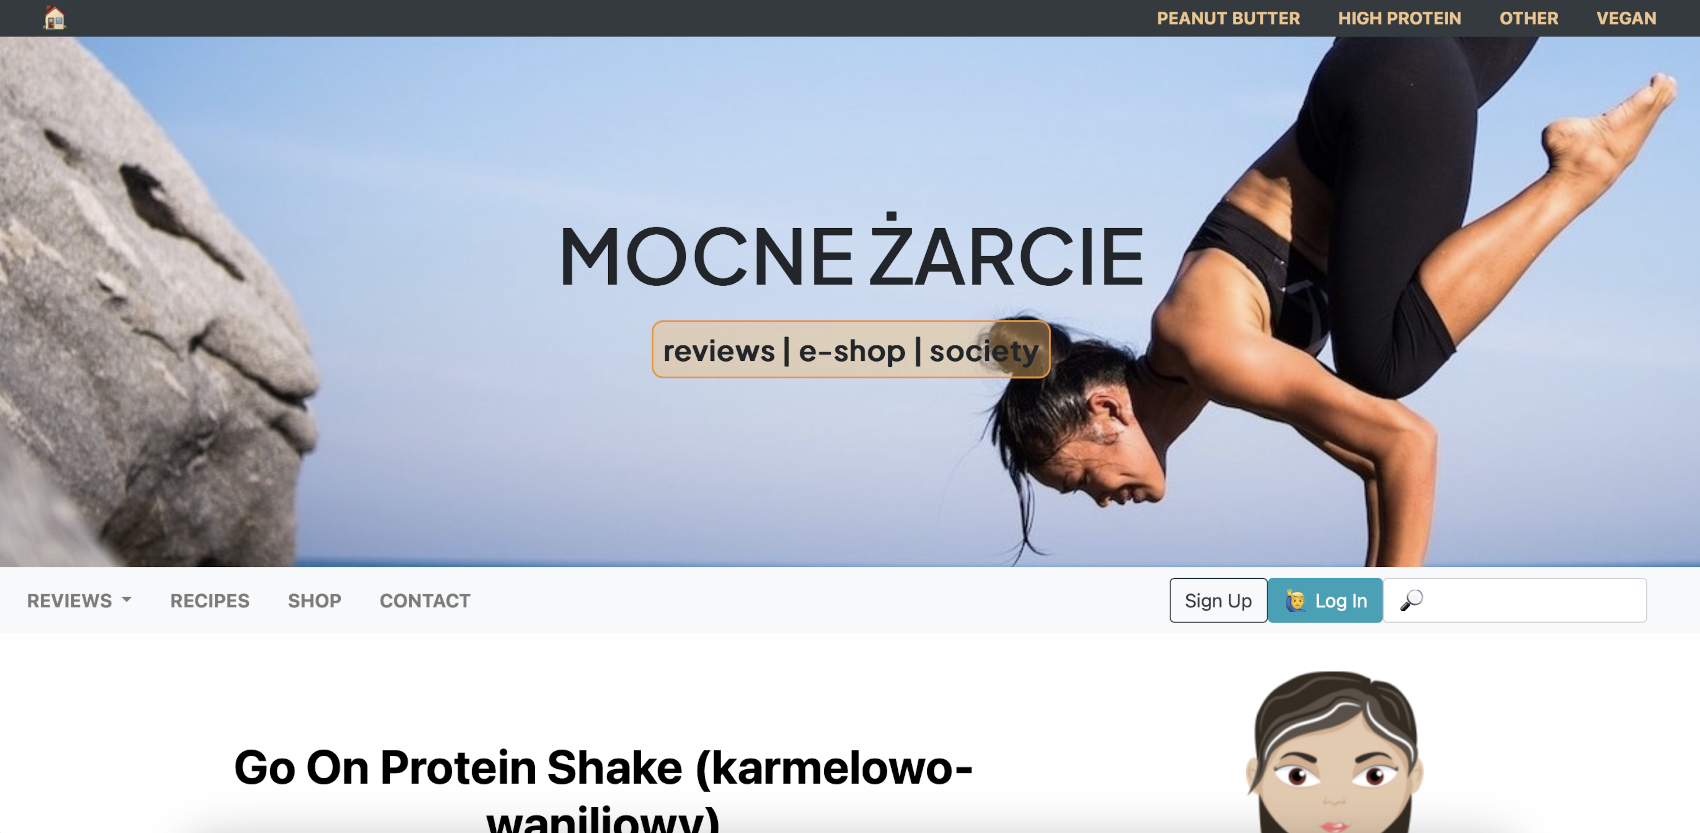 PEANUT BUTTER HIGH PROTEIN OTHER VEGAN
MOCNE ŻARCIE
reviews | e-shop | society
REVIEWS RECIPES SHOP CONTACT Sign Up Log In
Go On Protein Shake (karmelowo-
waniliowy)